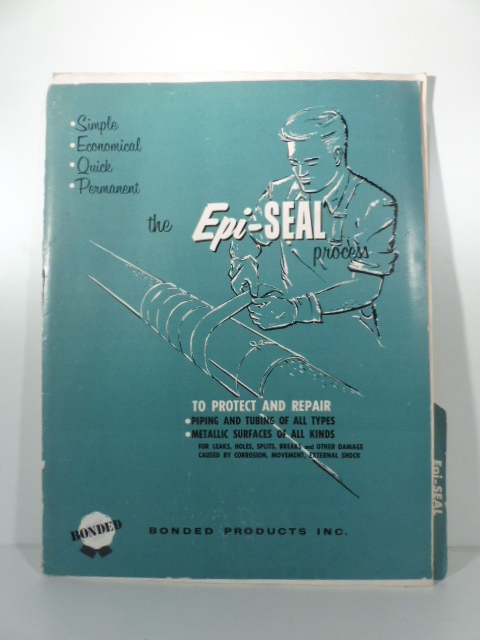 •Simple
•Economical
•Quick
•Permanent
the Epi-SEAL process
TO PROTECT AND REPAIR
•PIPING AND TUBING OF ALL TYPES
•METALLIC SURFACES OF ALL KINDS
FOR LEAKS, HOLES, SPLITS, BREAKS and OTHER DAMAGE
CAUSED BY CORROSION, MOVEMENT, EXTERNAL SHOCK
Epi-SEAL
BONDED
BONDED PRODUCTS INC.